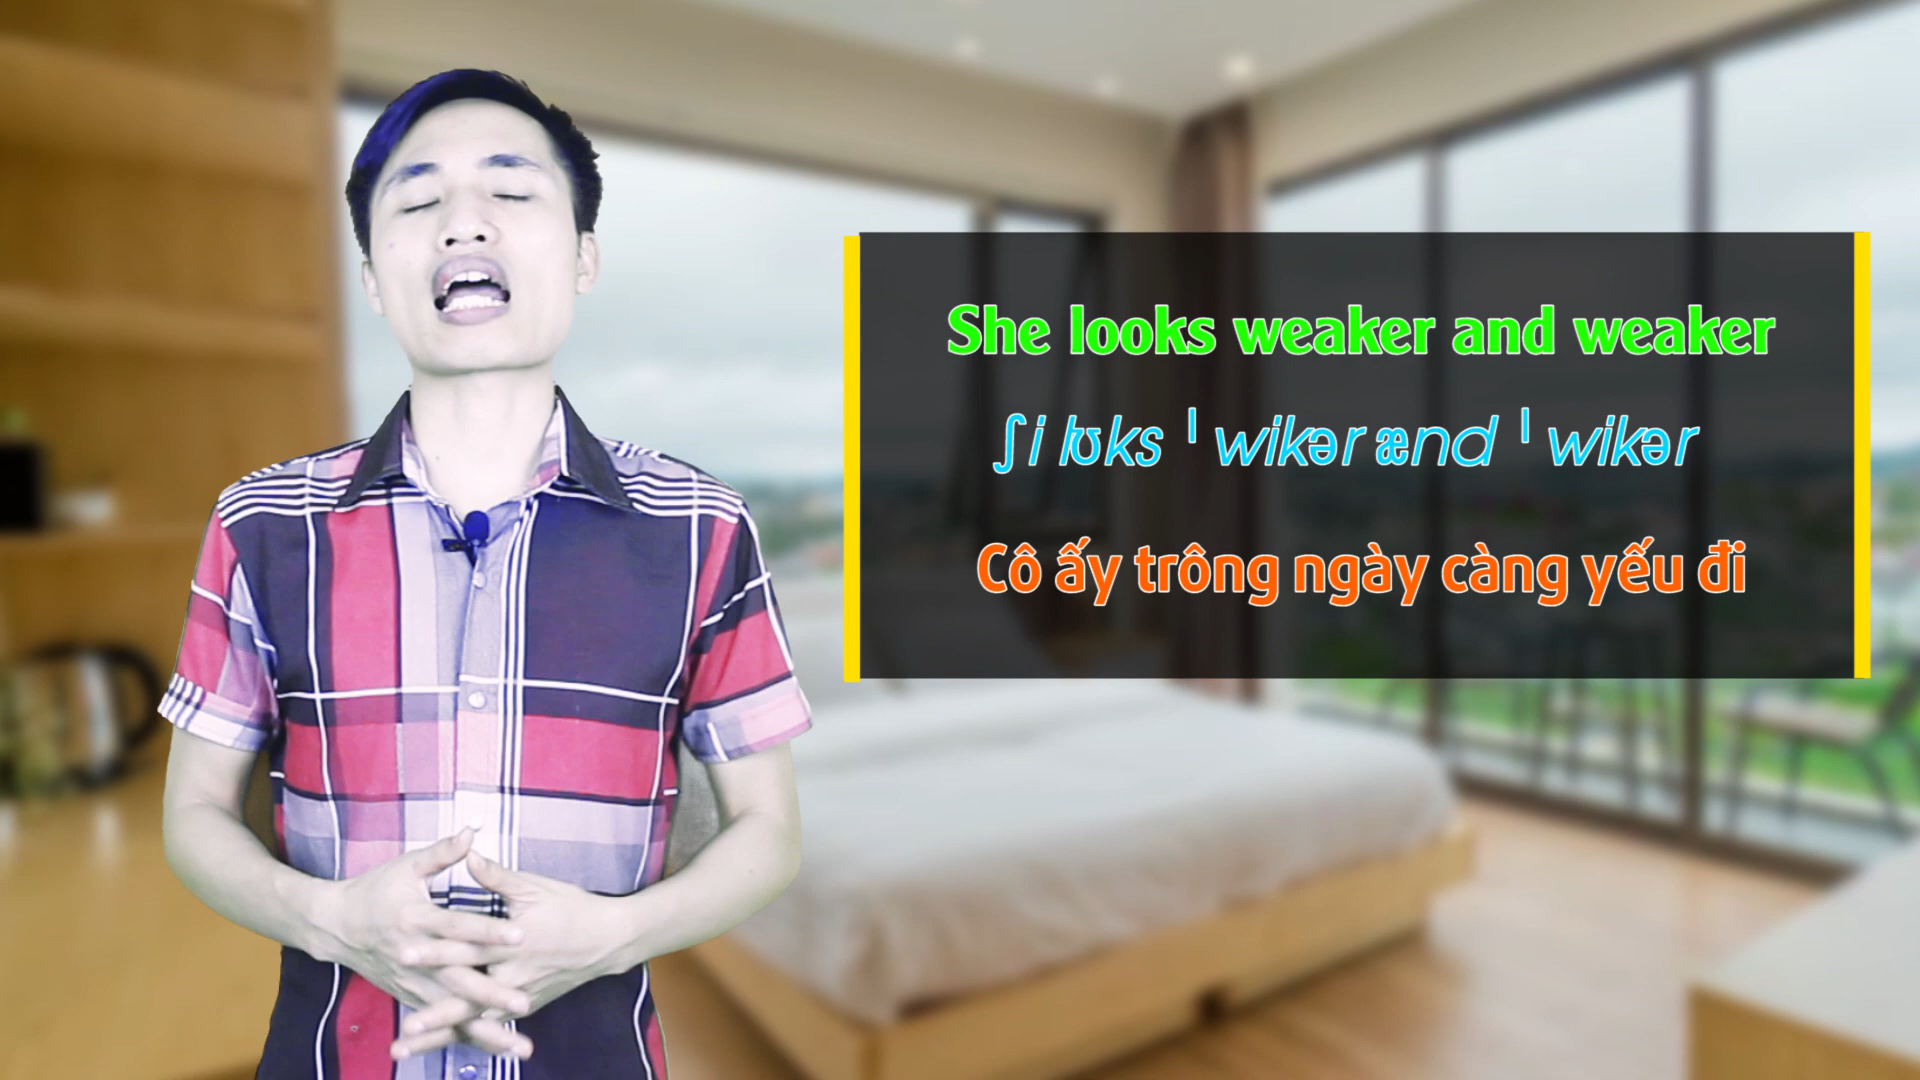 She looks weaker and weaker
ʃi lʊks ˈwikər ænd ˈwikər
Cô ấy trông ngày càng yếu đi